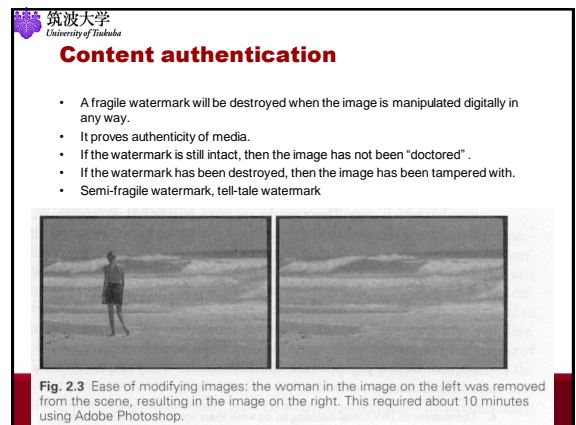 筑波大学
University of Tsukuba
Content authentication
• A fragile watermark will be destroyed when the image is manipulated digitally in
any way.
• It proves authenticity of media.
• If the watermark is still intact, then the image has not been “doctored” .
• If the watermark has been destroyed, then the image has been tampered with.
• Semi-fragile watermark, tell-tale watermark
Fig. 2.3 Ease of modifying images: the woman in the image on the left was removed
from the scene, resulting in the image on the right. This required about 10 minutes
using Adobe Photoshop.